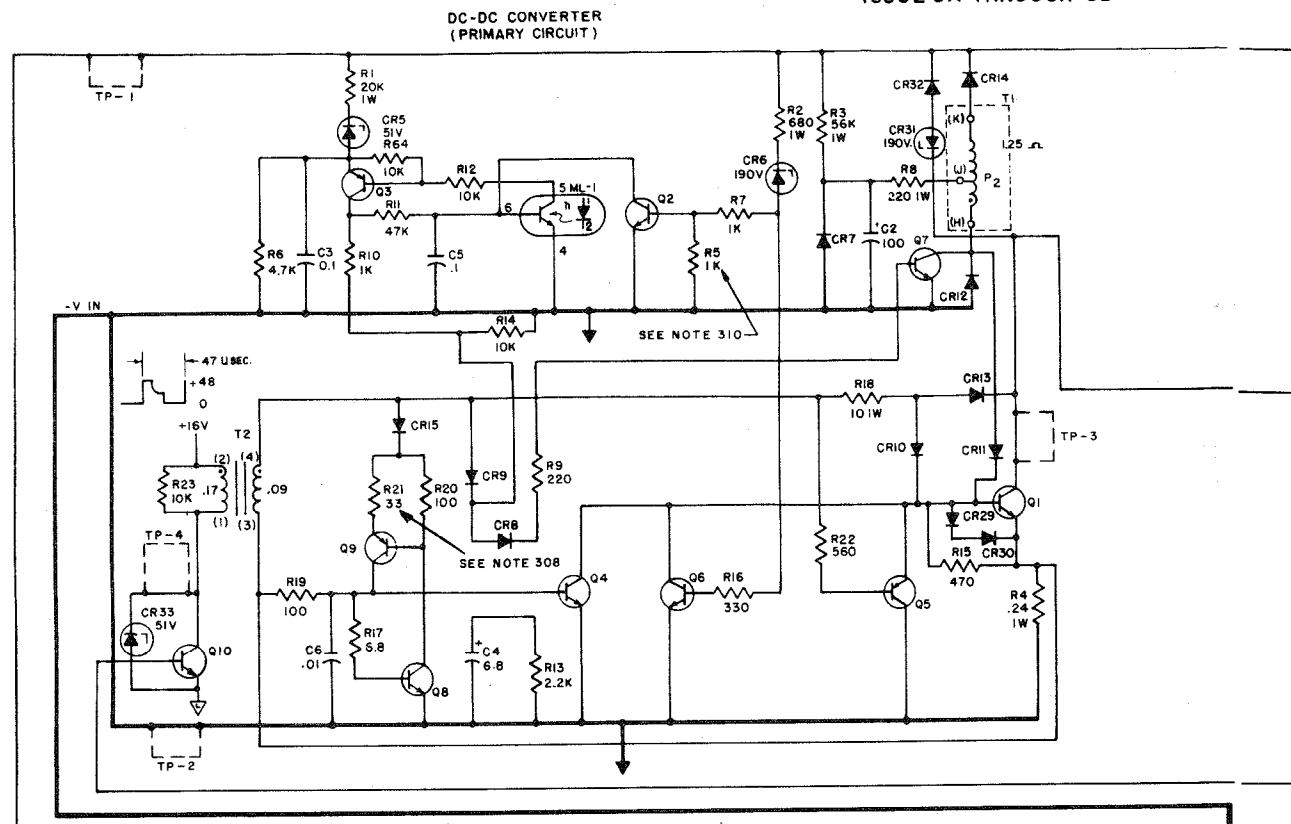 DC-DC CONVERTER
(PRIMARY CIRCUIT)
TP-1
R1
20K
1W
CR5
51V
R64
10K
Q3
R12
10K
R11
47K
R6
4.7K
C3
0.1
R10
1K
C5
.1
5 ML-1
6
1
2
4
Q2
R7
1K
R5
1K
R2
680
1W
CR6
190V
R3
56K
1W
CR7
C2
+
100
R8
220 1W
CR32
CR31
190V.
CR14
T1
(K)
1.25 Ω
(J)
P2
(H)
Q7
CR12
-V IN
R14
10K
SEE NOTE 310
47 U SEC.
+48
0
+16V
T2
(2)
(4)
R23
10K
.17
.09
(1)
(3)
TP-4
CR33
51V
Q10
TP-2
CR15
R21
33
R20
100
Q9
SEE NOTE 308
CR9
CR8
R9
220
R19
100
C6
.01
R17
6.8
Q8
C4
+
6.8
R13
2.2K
Q4
Q6
R16
330
R22
560
Q5
R18
10 1W
CR13
CR10
CR11
TP-3
Q1
CR29
CR30
R15
470
R4
.24
1W